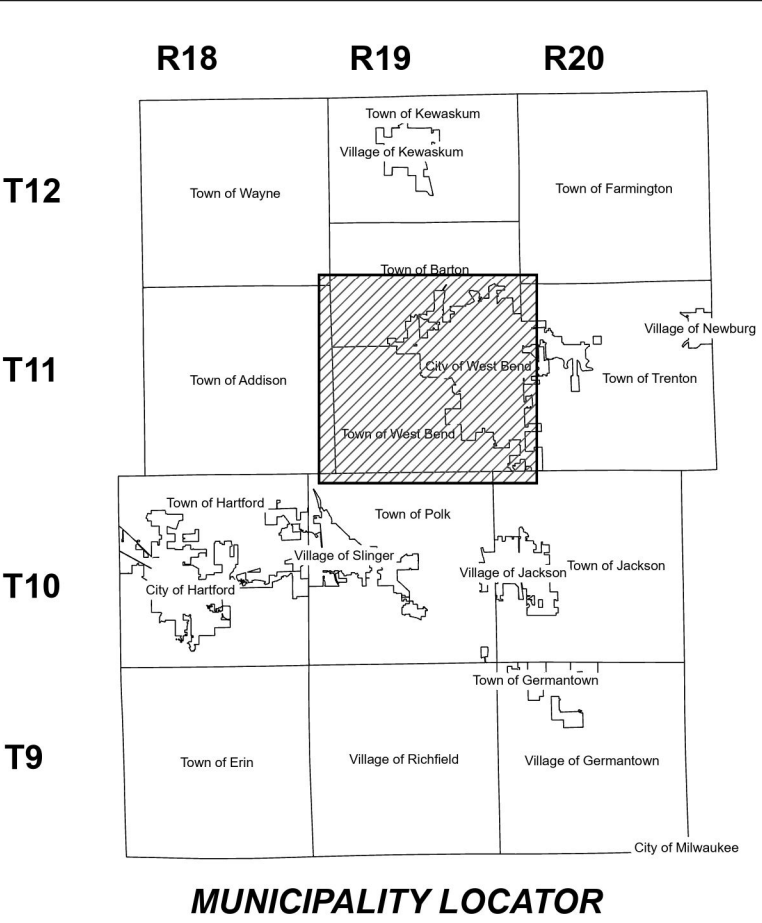 R18 R19 R20
Town of Kewaskum
Village of Kewaskum
T12
Town of Wayne
Town of Farmington
Town of Barton
Village of Newburg
T11
City of West Bend
Town of Addison
Town of Trenton
Town of West Bend
Town of Hartford
Town of Polk
Village of Slinger
Town of Jackson
Village of Jackson
T10
City of Hartford
Town of Germantown
T9
Town of Erin
Village of Richfield
Village of Germantown
City of Milwaukee
MUNICIPALITY LOCATOR